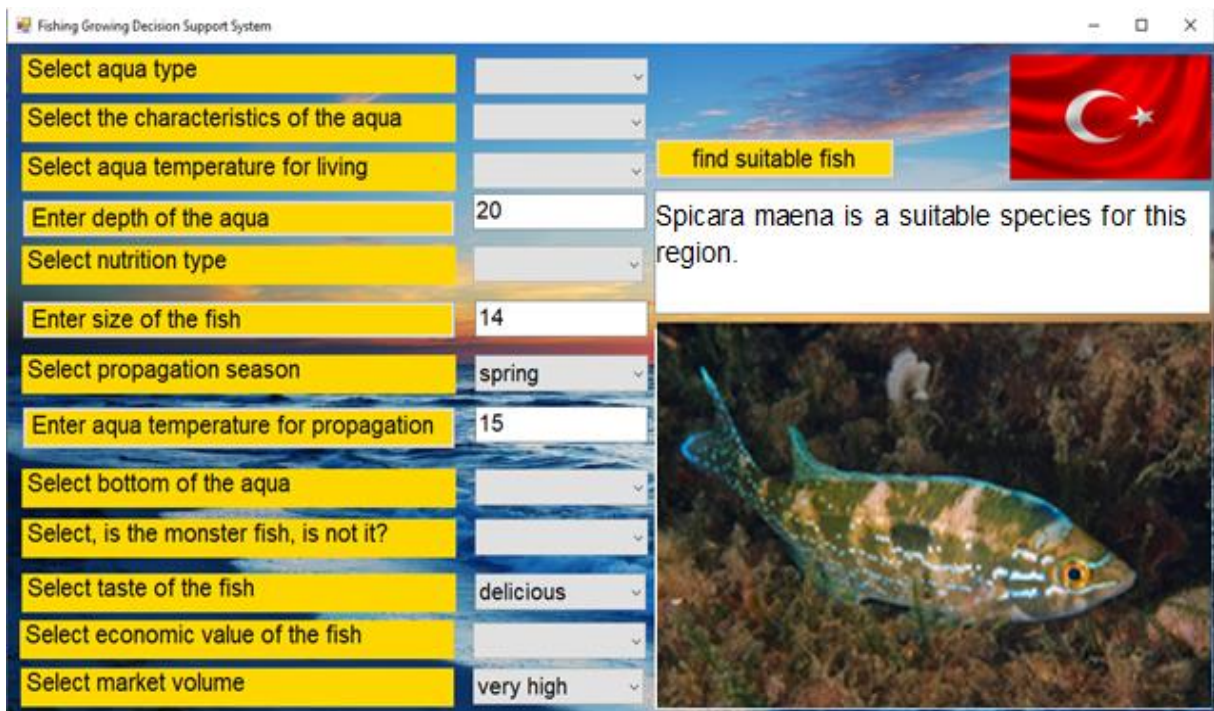 Fishing Growing Decision Support System
Select aqua type
Select the characteristics of the aqua
Select aqua temperature for living
Enter depth of the aqua
20
Select nutrition type
Enter size of the fish
14
Select propagation season
spring
Enter aqua temperature for propagation
15
Select bottom of the aqua
Select, is the monster fish, is not it?
Select taste of the fish
delicious
Select economic value of the fish
Select market volume
very high
find suitable fish
Spicara maena is a suitable species for this
region.